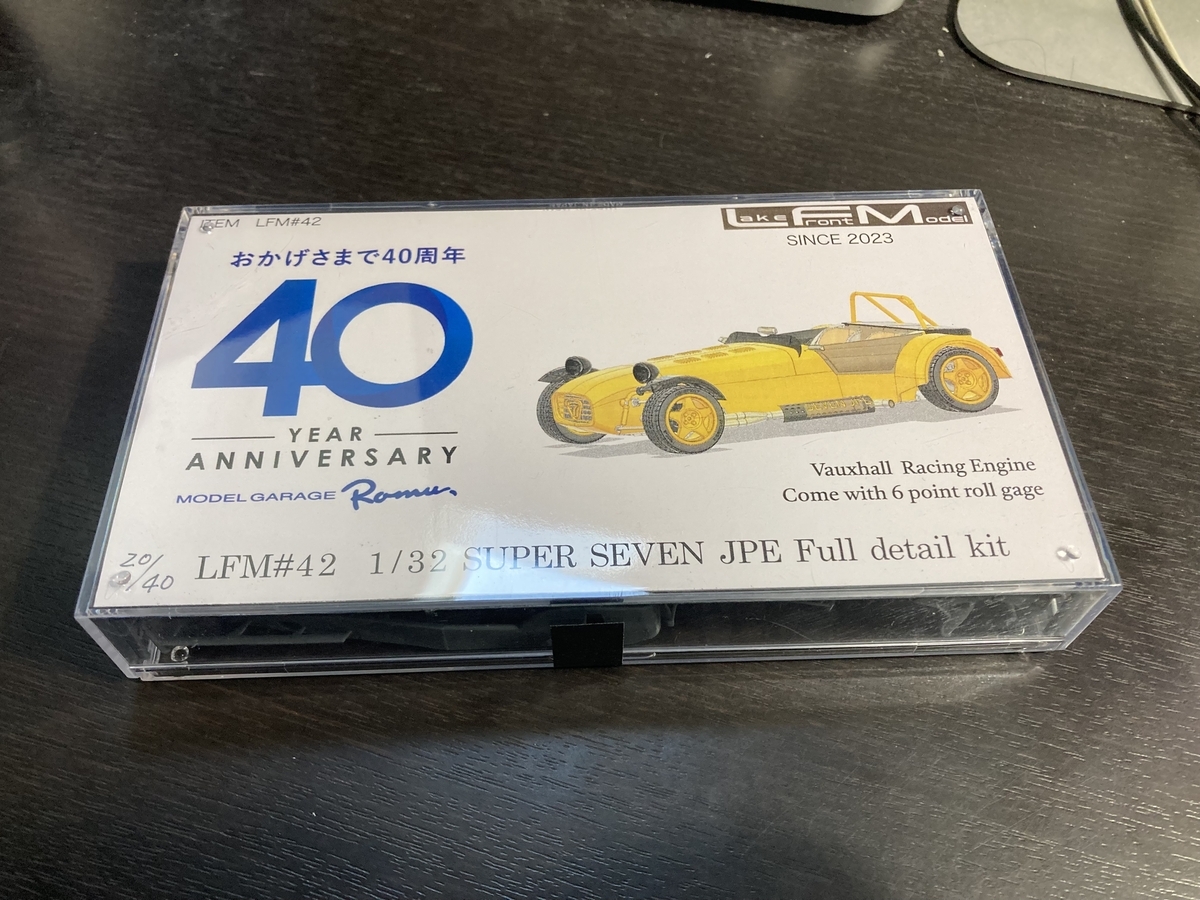 ITEM LFM#42
Lake Front Model
SINCE 2023
おかげさまで40周年
40
YEAR
ANNIVERSARY
MODEL GARAGE Romu.
Vauxhall Racing Engine
Come with 6 point roll gage
20/40
LFM#42 1/32 SUPER SEVEN JPE Full detail kit